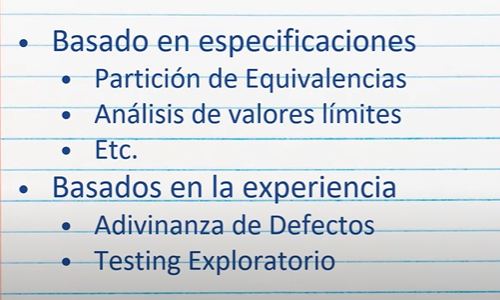 Basado en especificaciones
Partición de Equivalencias
Análisis de valores límites
Etc.
Basados en la experiencia
Adivinanza de Defectos
Testing Exploratorio